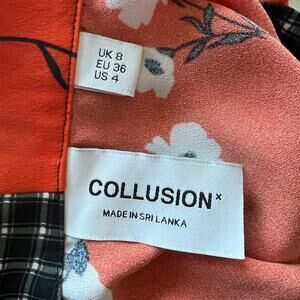 UK 8
EU 36
US 4
COLLUSION x
MADE IN SRI LANKA